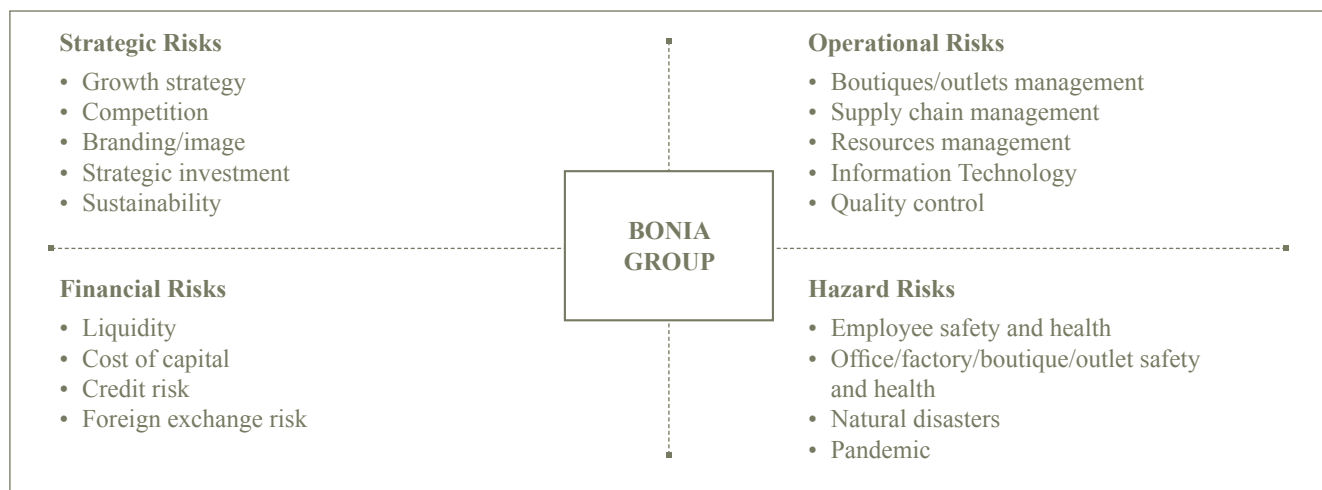 Strategic Risks
• Growth strategy
• Competition
• Branding/image
• Strategic investment
• Sustainability
Operational Risks
• Boutiques/outlets management
• Supply chain management
• Resources management
• Information Technology
• Quality control
BONIA
GROUP
Financial Risks
• Liquidity
• Cost of capital
• Credit risk
• Foreign exchange risk
Hazard Risks
• Employee safety and health
• Office/factory/boutique/outlet safety
and health
• Natural disasters
• Pandemic